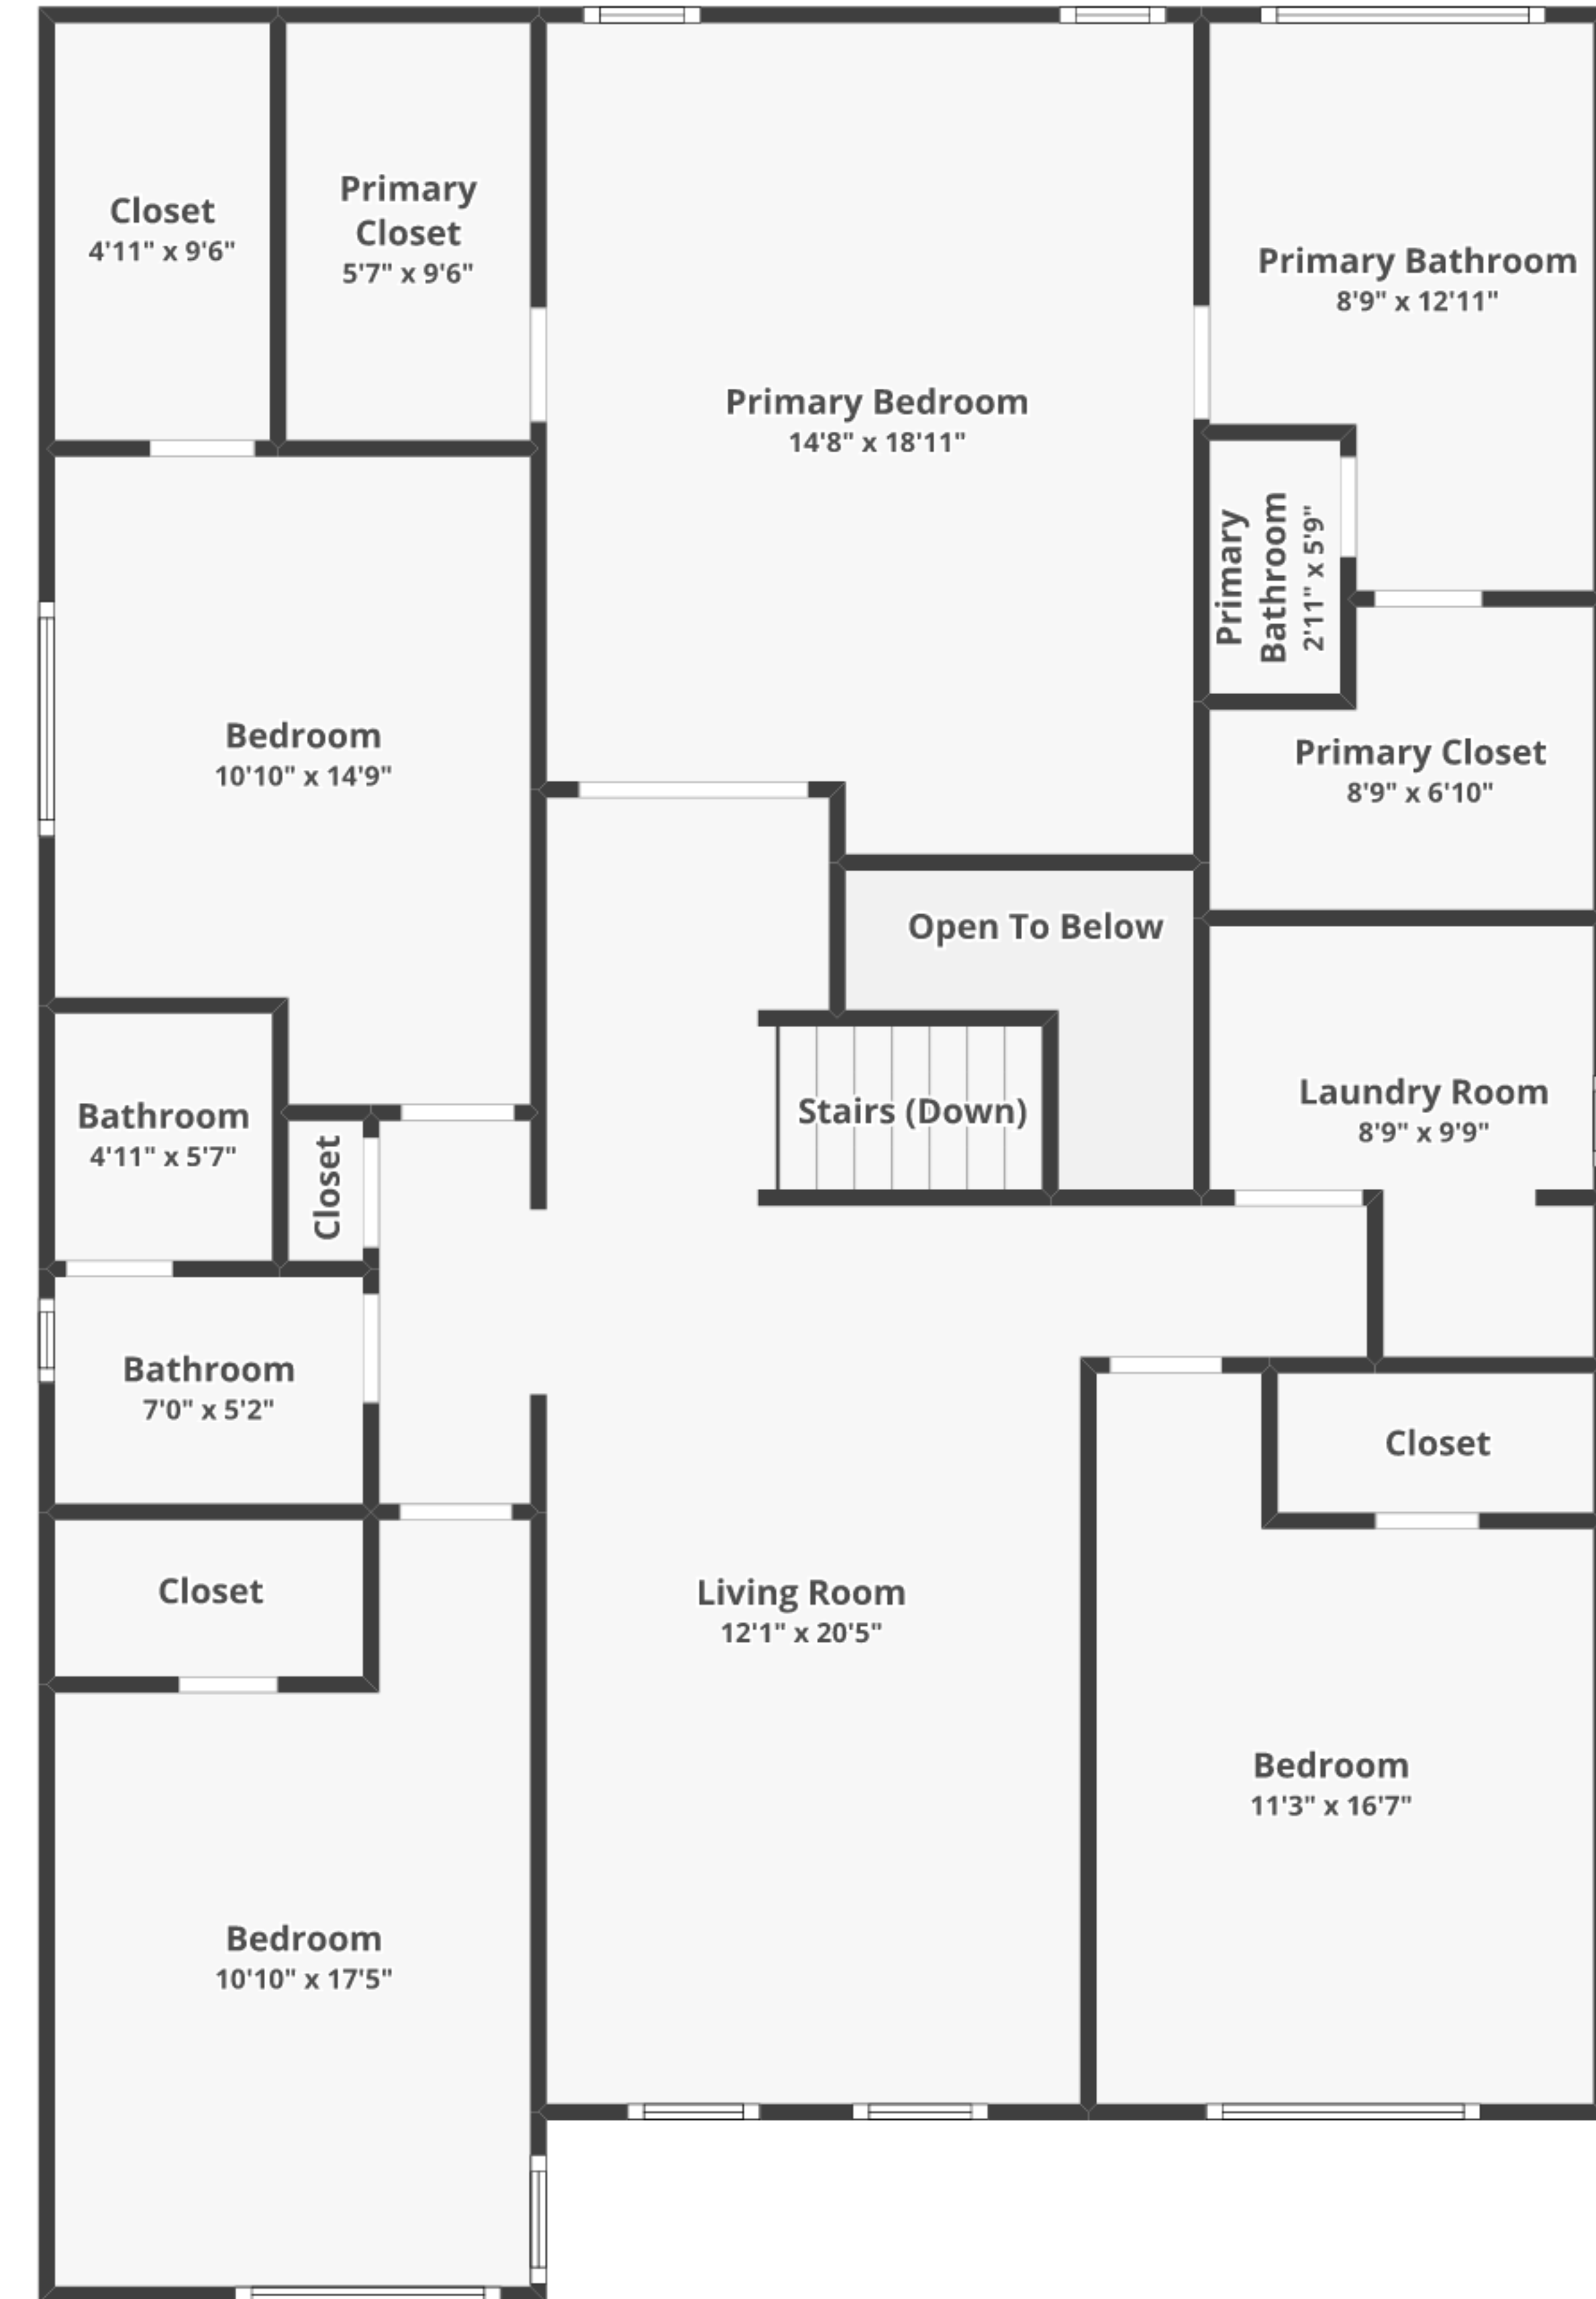 Closet
4'11" x 9'6"
Primary
Closet
5'7" x 9'6"
Primary Bedroom
14'8" x 18'11"
Primary Bathroom
8'9" x 12'11"
Primary
Bathroom
2'11" x 5'9"
Bedroom
10'10" x 14'9"
Primary Closet
8'9" x 6'10"
Open To Below
Bathroom
4'11" x 5'7"
Closet
Stairs (Down)
Laundry Room
8'9" x 9'9"
Bathroom
7'0" x 5'2"
Closet
Closet
Living Room
12'1" x 20'5"
Bedroom
11'3" x 16'7"
Bedroom
10'10" x 17'5"